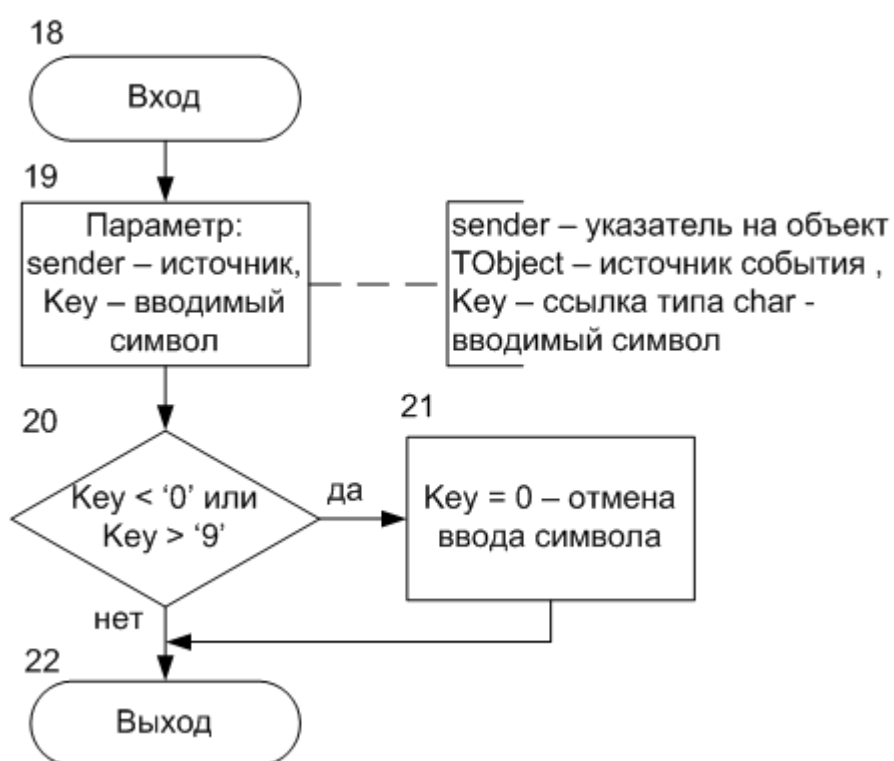 18
Вход
19
Параметр:
sender – источник,
Key – вводимый
символ
sender – указатель на объект
TObject – источник события ,
Key – ссылка типа char -
вводимый символ
20
Key < ‘0’ или
Key > ‘9’
да
21
Key = 0 – отмена
ввода символа
нет
22
Выход